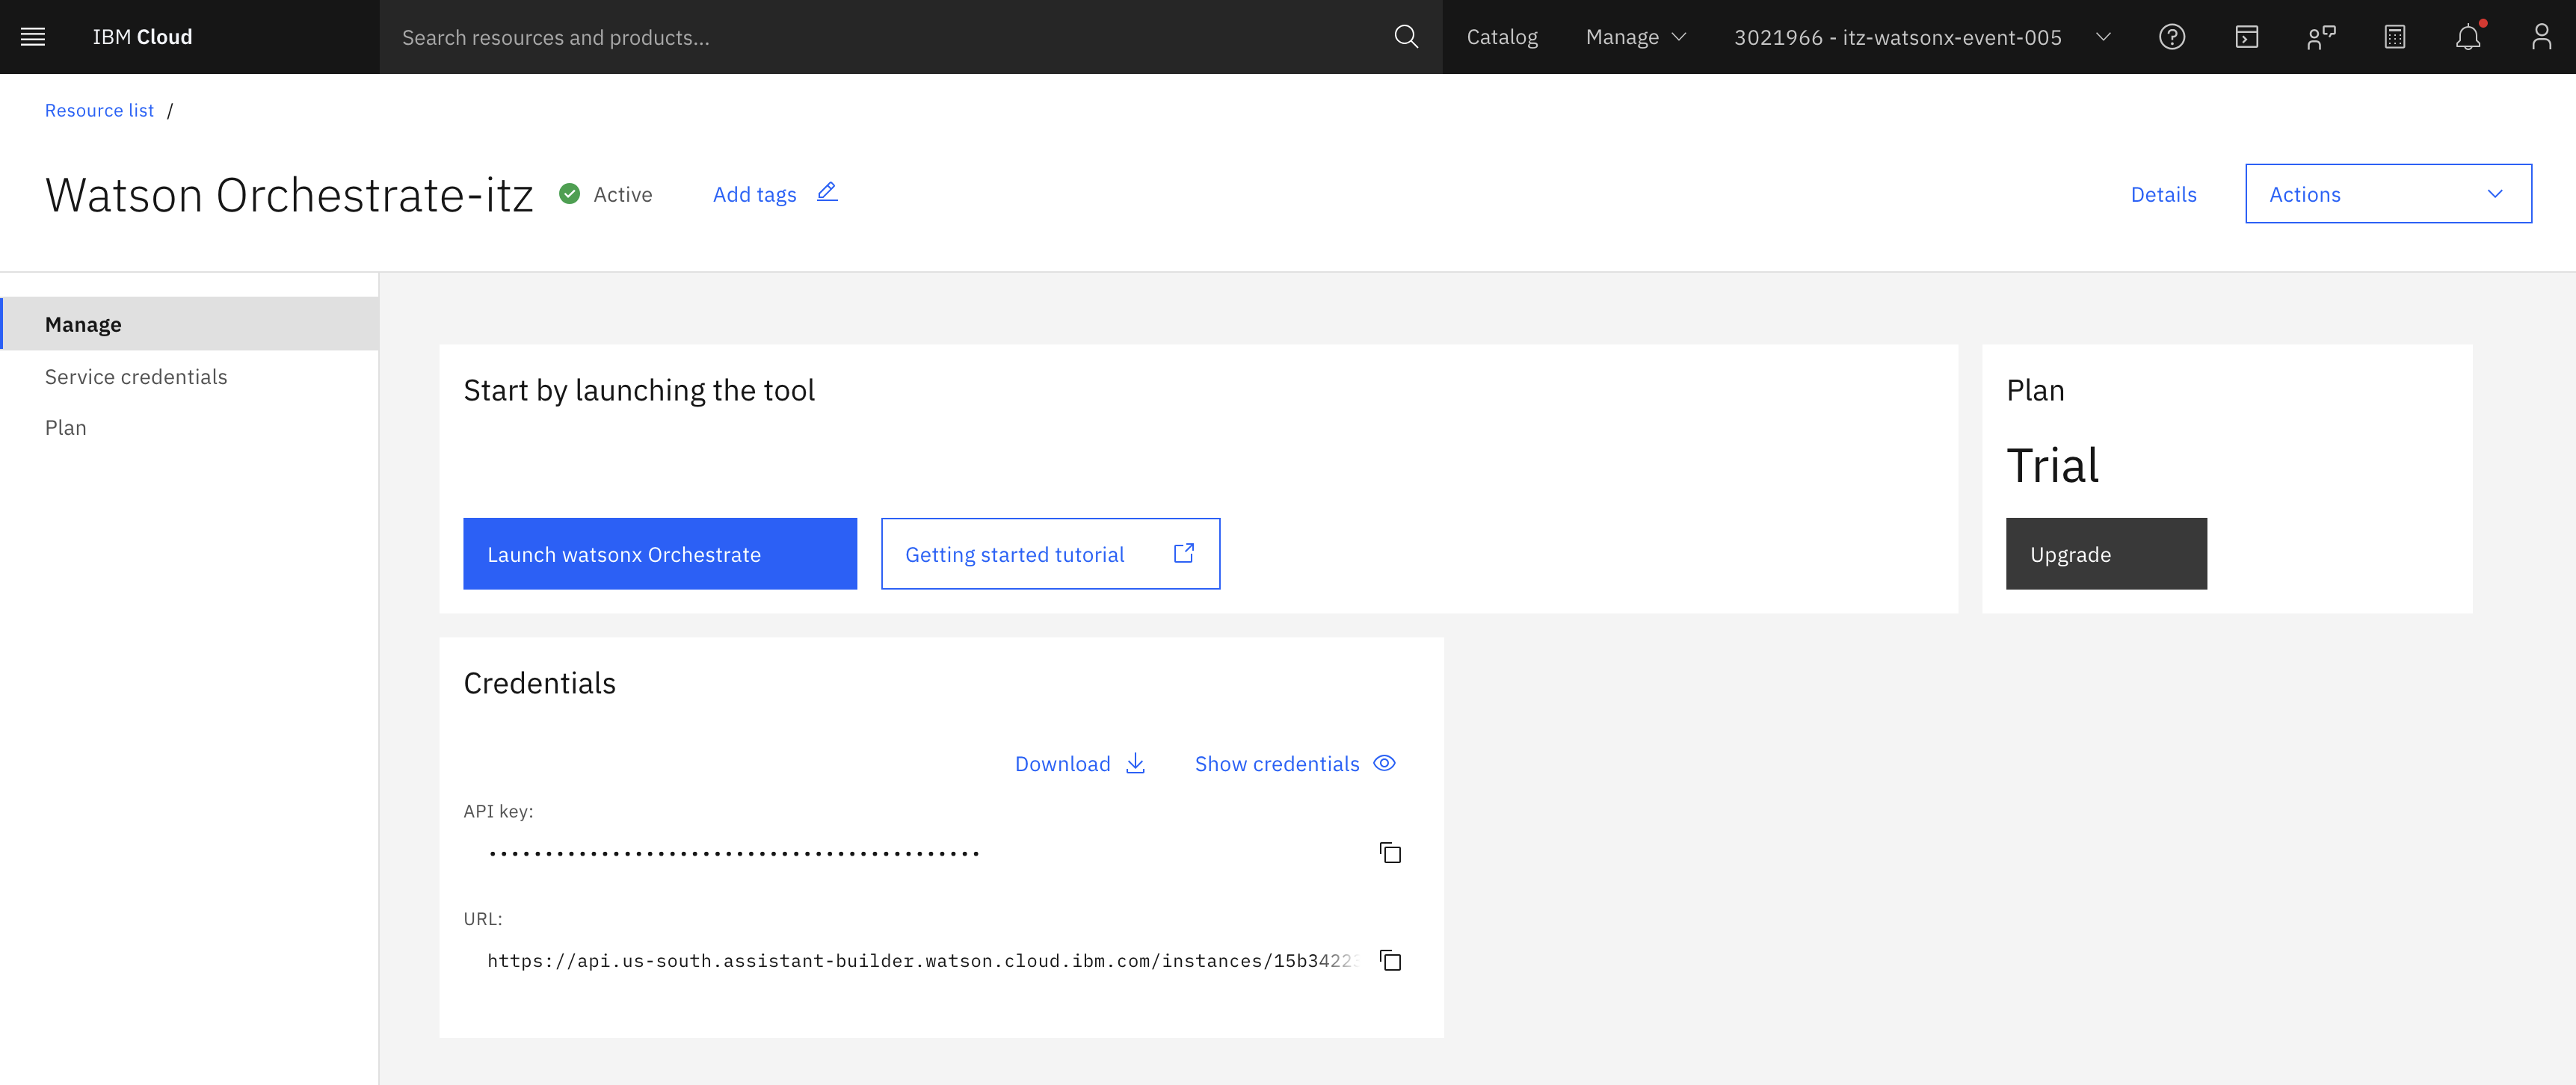 IBM Cloud
Search resources and products...
Catalog
Manage
3021966 - itz-watsonx-event-005
Resource list /
Watson Orchestrate-itz
Active
Add tags
Details
Actions
Manage
Service credentials
Plan
Start by launching the tool
Launch watsonx Orchestrate
Getting started tutorial
Plan
Trial
Upgrade
Credentials
Download
Show credentials
API key:
••••••••••••••••••••••••••••••••••••••••••••
URL:
https://api.us-south.assistant-builder.watson.cloud.ibm.com/instances/15b34223